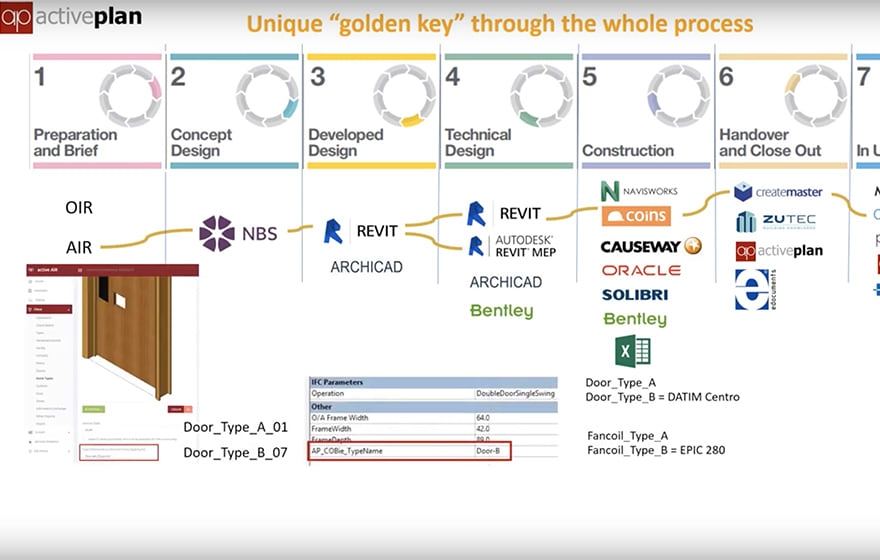 ap activeplan
Unique “golden key” through the whole process
1
Preparation
and Brief
2
Concept
Design
3
Developed
Design
4
Technical
Design
5
Construction
6
Handover
and Close Out
7
In U
OIR
AIR
NBS
REVIT
ARCHICAD
REVIT
AUTODESK®
REVIT® MEP
ARCHICAD
Bentley
NAVISWORKS
coins
CAUSEWAY
ORACLE
SOLIBRI
Bentley
createmaster
ZUTEC
ap activeplan
edocuments
active AIR
Door_Type_A_01
Door_Type_B_07
IFC Parameters
Operation DoubleDoorSingleSwing
Other
O/A Frame Width 64.0
FrameWidth 42.0
FrameDepth 89.0
AP_COBie_TypeName Door-B
Door_Type_A
Door_Type_B = DATIM Centro
Fancoil_Type_A
Fancoil_Type_B = EPIC 280